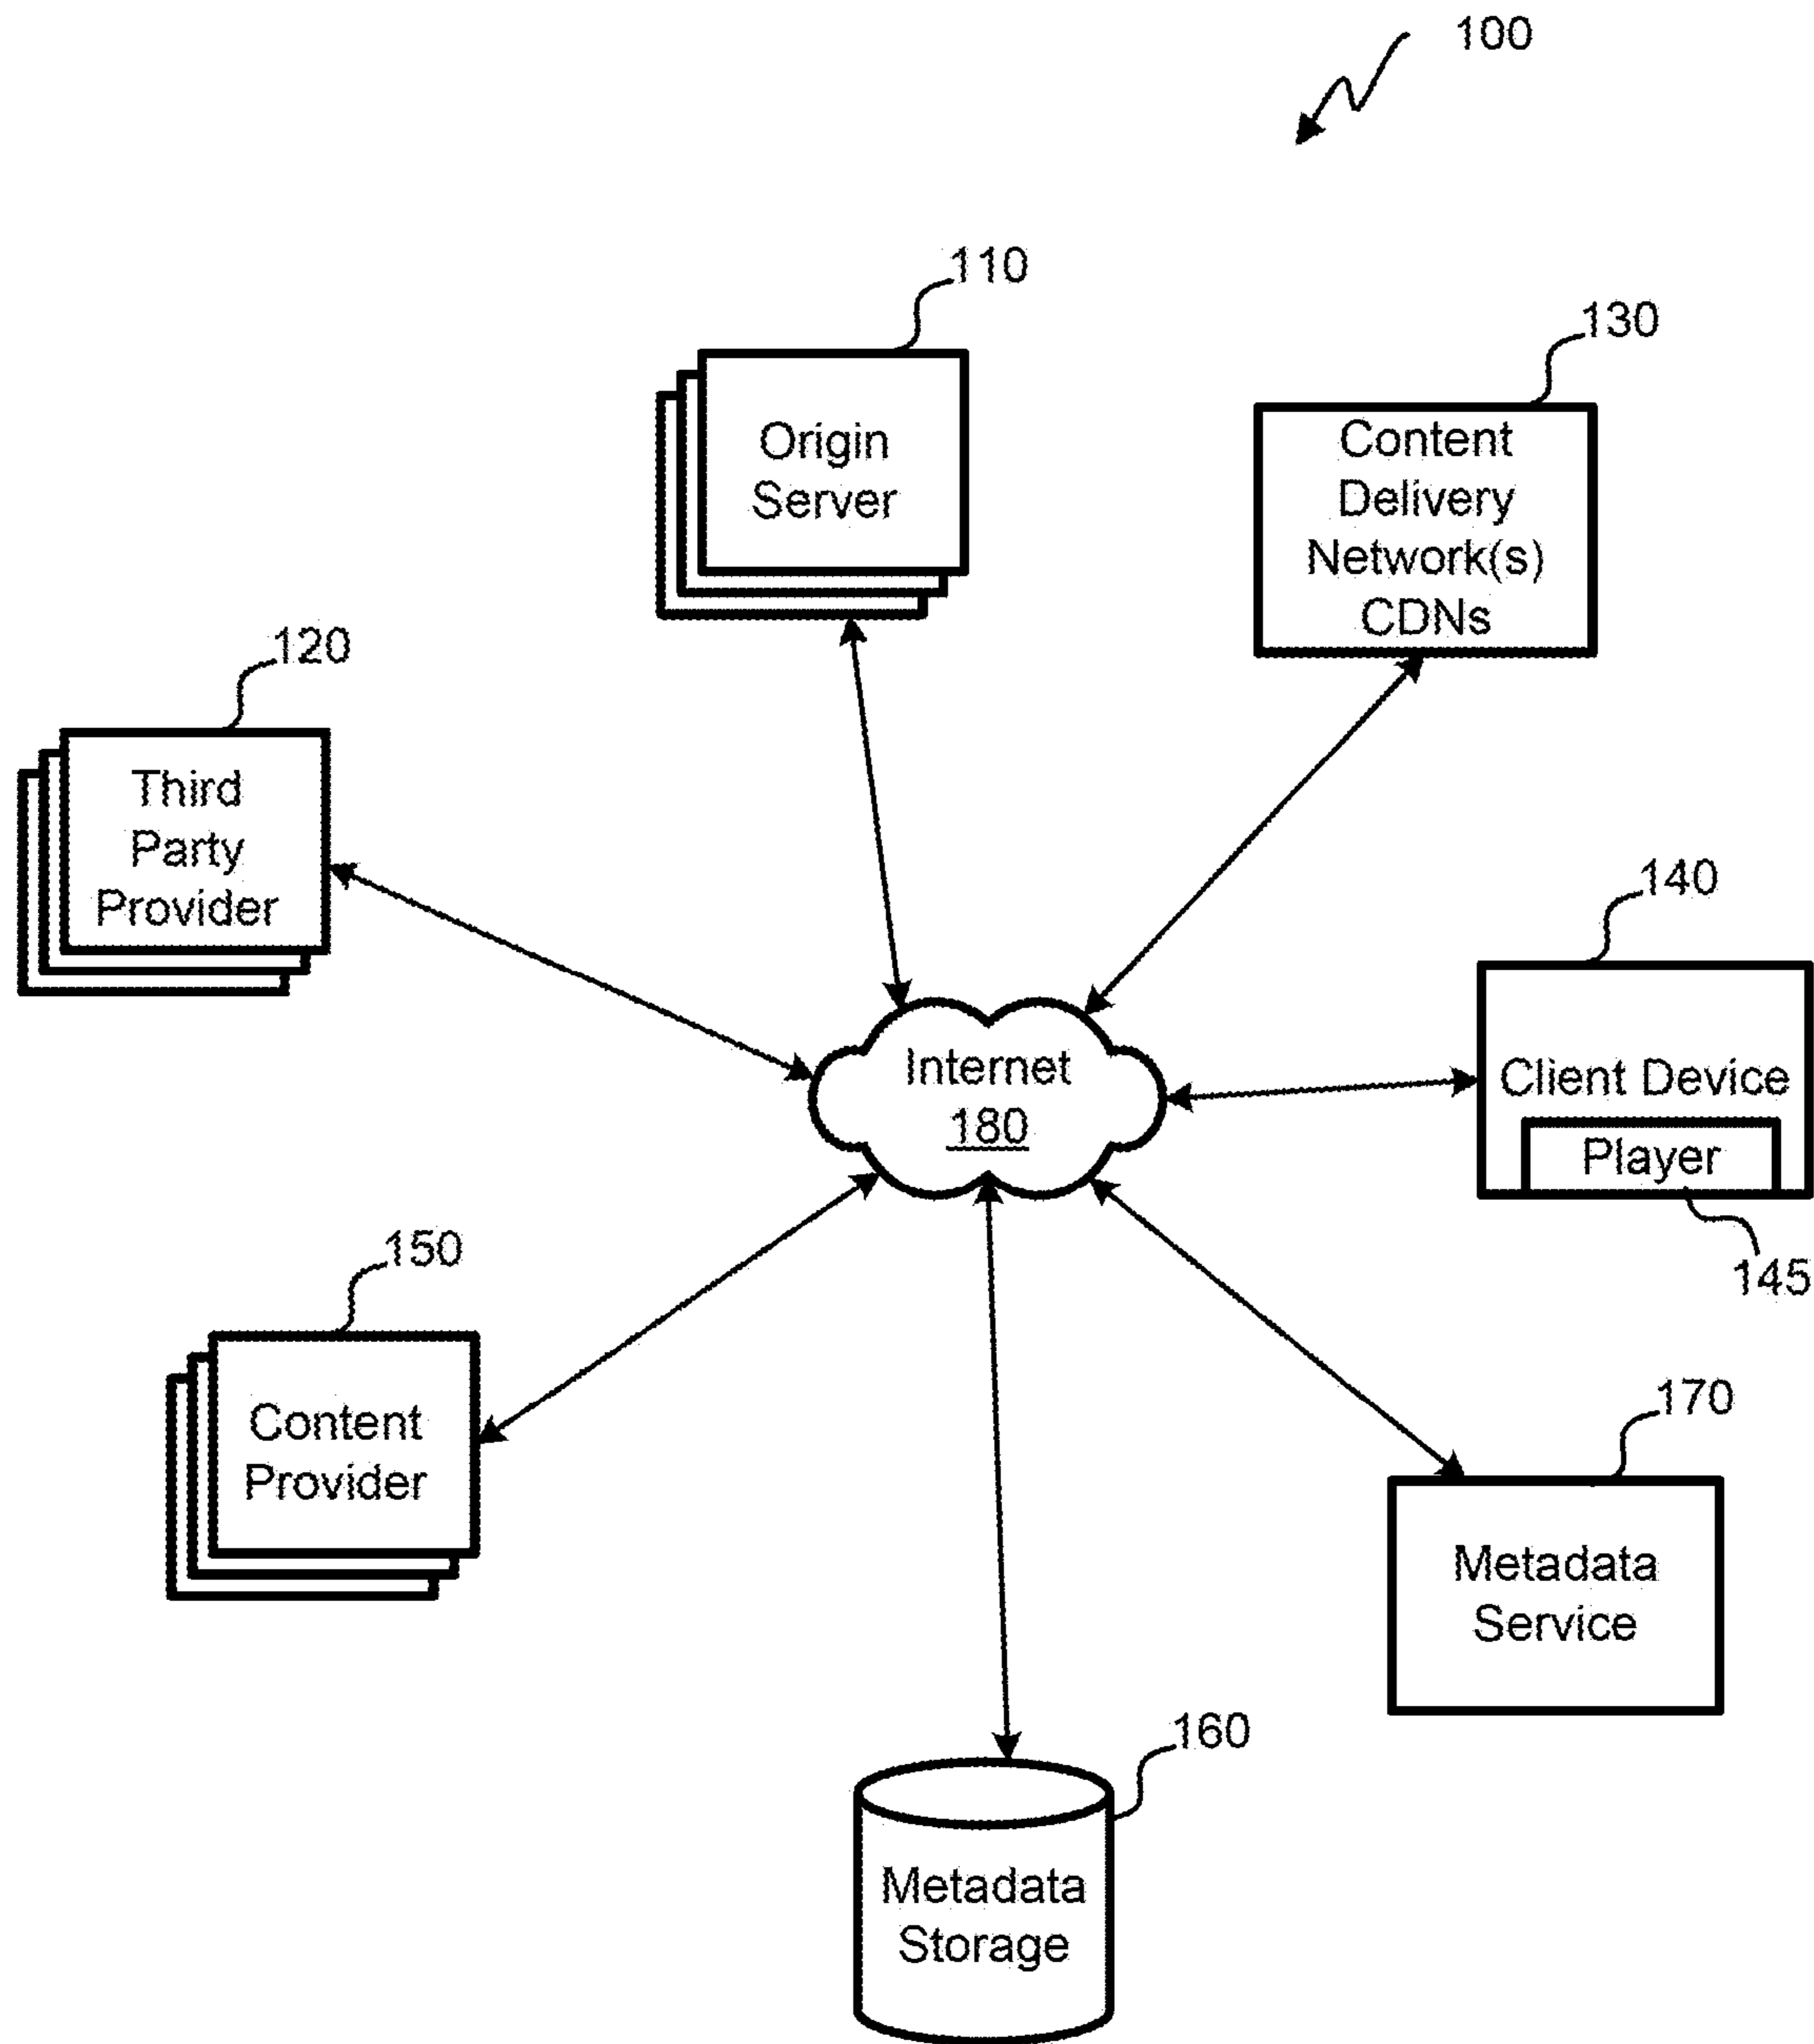 100
110
Origin
Server
130
Content
Delivery
Network(s)
CDNs
120
Third
Party
Provider
140
Client Device
Player
145
Internet
180
150
Content
Provider
170
Metadata
Service
160
Metadata
Storage